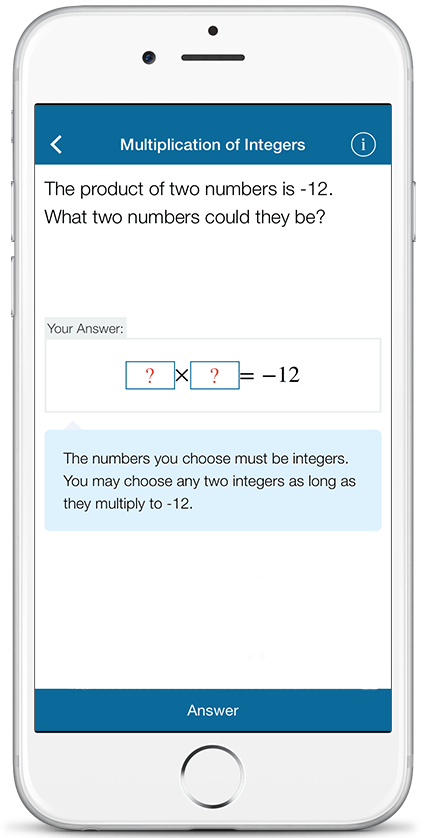 Multiplication of Integers i
The product of two numbers is -12.
What two numbers could they be?
Your Answer:
? × ? = −12
The numbers you choose must be integers.
You may choose any two integers as long as
they multiply to -12.
Answer